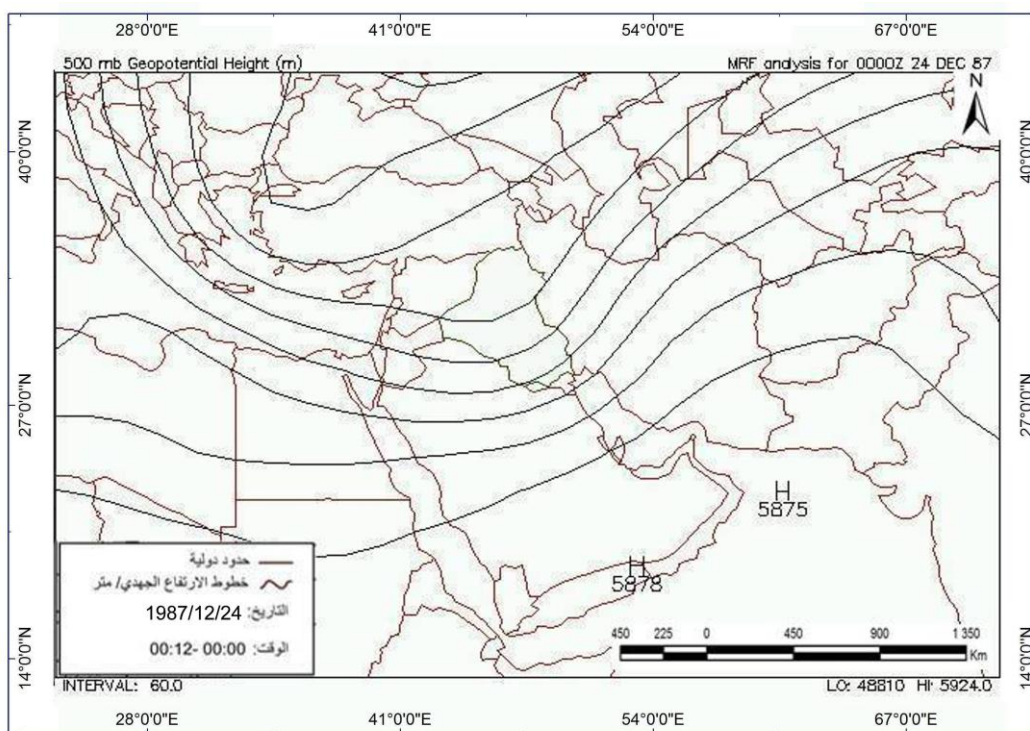 28°0'0"E 41°0'0"E 54°0'0"E 67°0'0"E
500 mb Geopotential Height (m) MRF analysis for 0000Z 24 DEC 87
N
40°0'0"N 40°0'0"N
27°0'0"N 27°0'0"N
H
5875
H
5878
حدود دولية
خطوط الارتفاع الجهدي/ متر
التاريخ: 1987/12/24
الوقت: 00:00 -00:12
450 225 0 450 900 1 350
Km
14°0'0"N 14°0'0"N
INTERVAL: 60.0 LO: 48810 HI: 5924.0
28°0'0"E 41°0'0"E 54°0'0"E 67°0'0"E